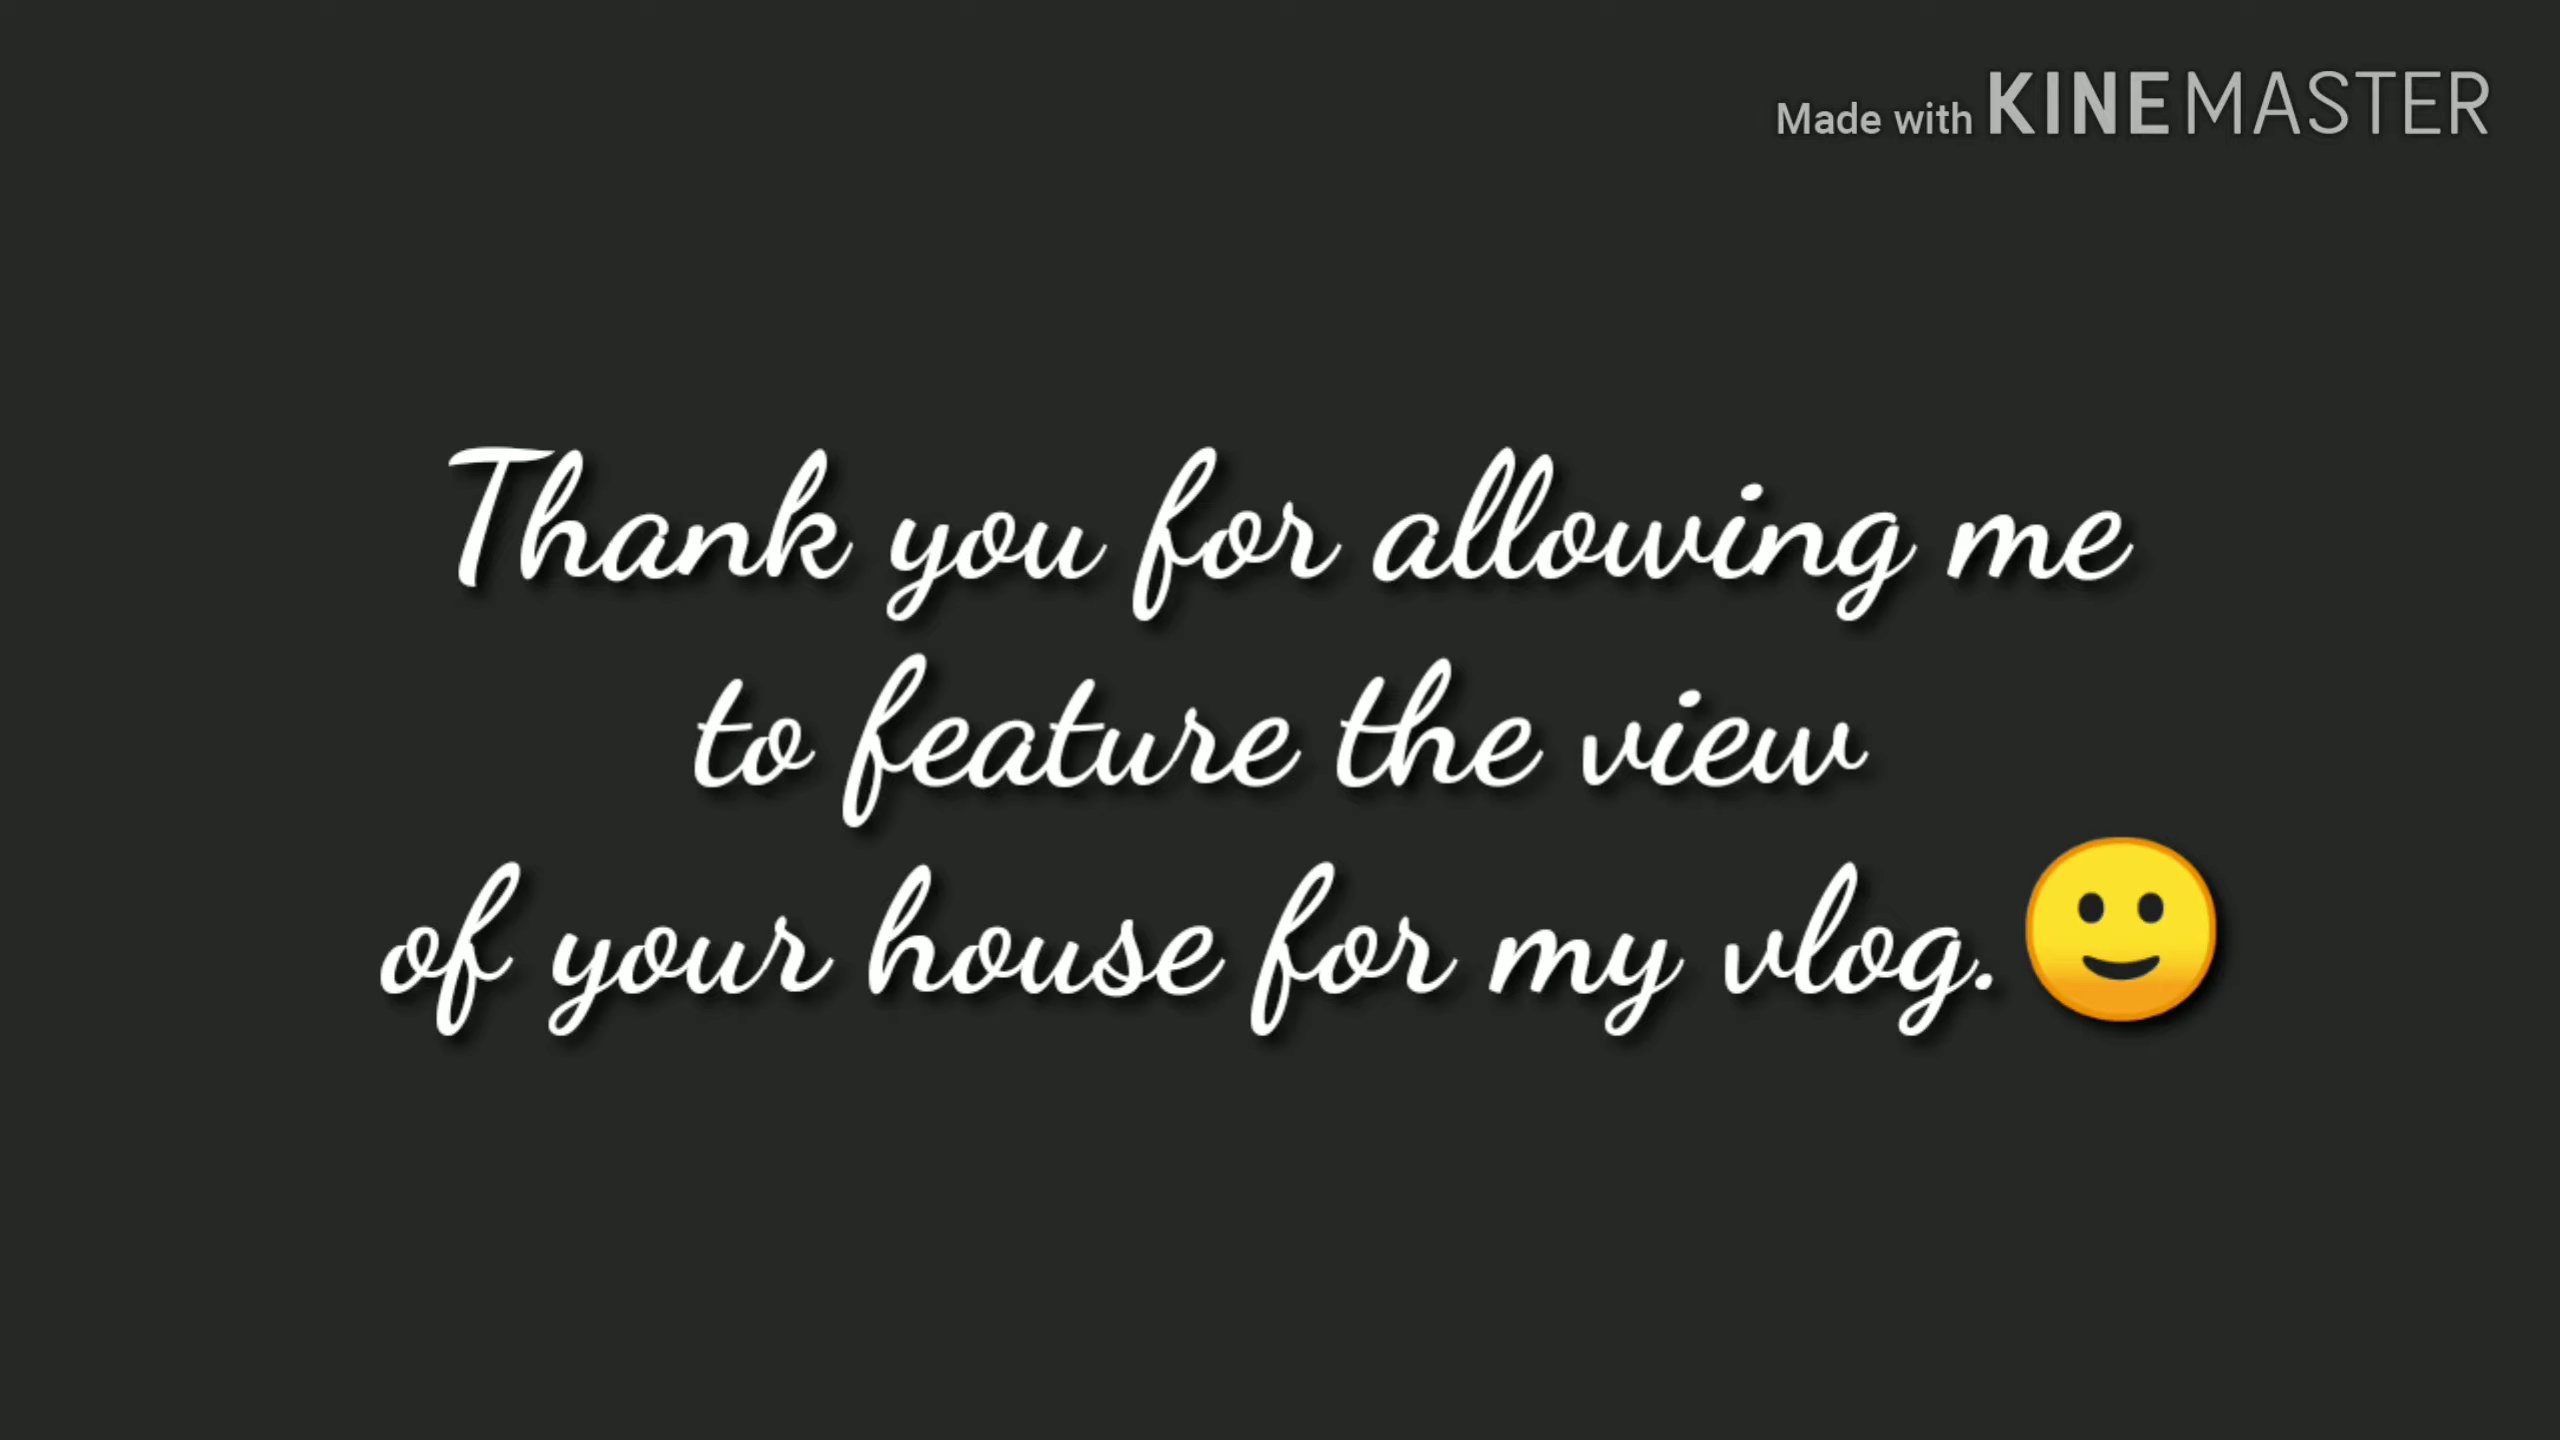 Made with KINEMASTER
Thank you for allowing me
to feature the view
of your house for my vlog.🙂